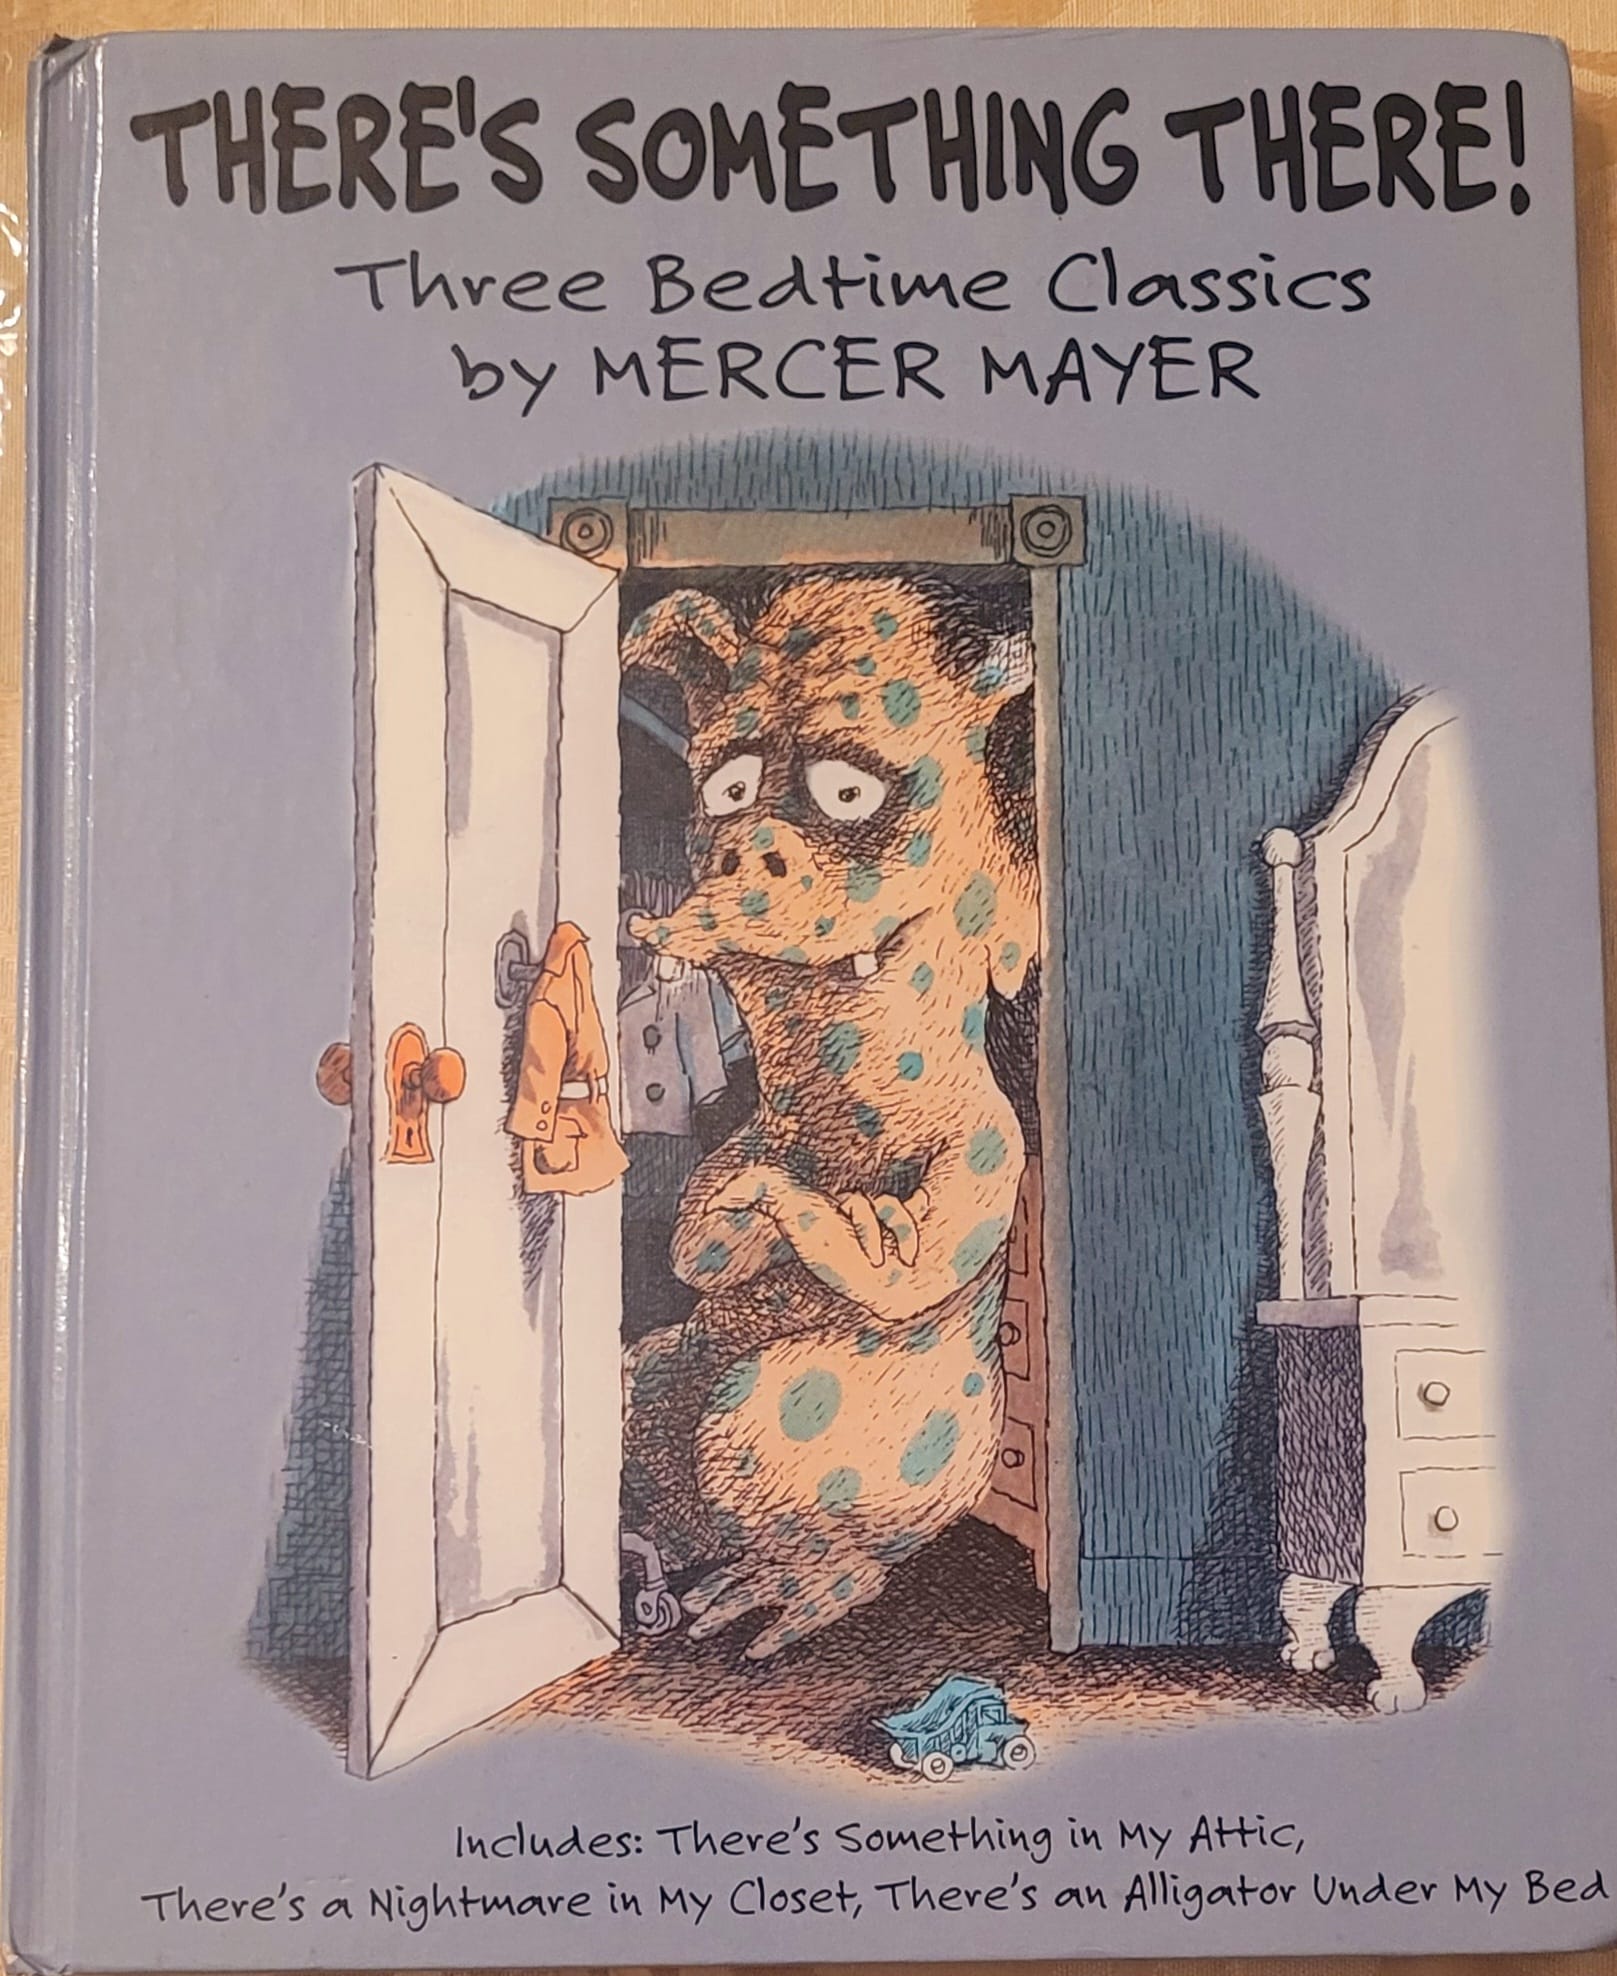 THERE'S SOMETHING THERE!
Three Bedtime Classics
by MERCER MAYER
Includes: There's Something in My Attic,
There's a Nightmare in My Closet, There's an Alligator Under My Bed